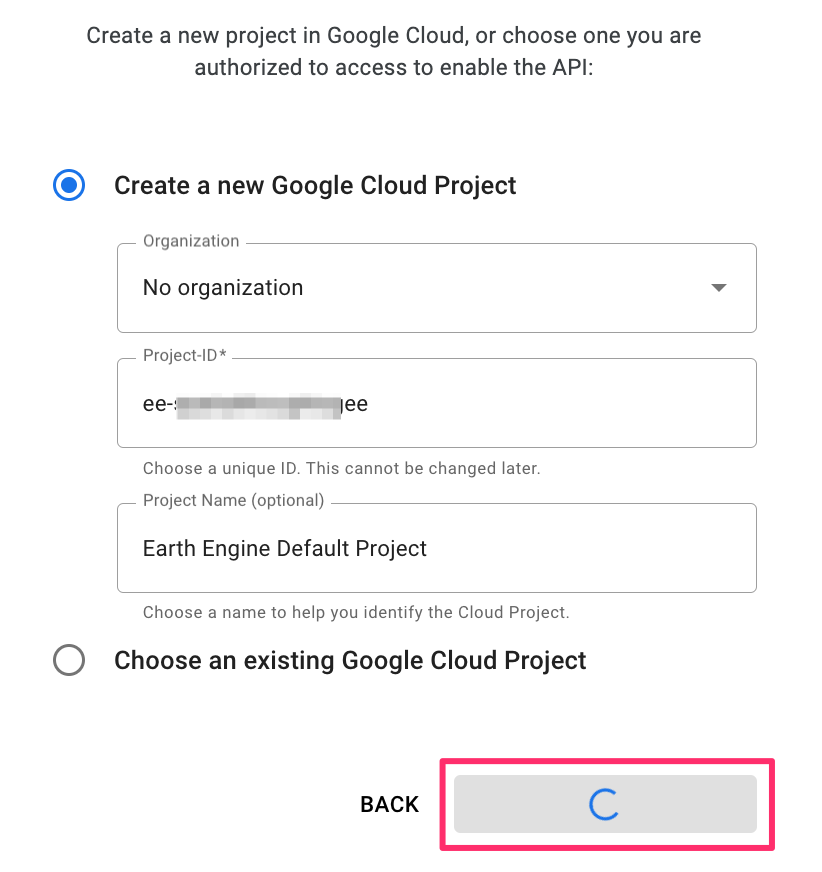 Create a new project in Google Cloud, or choose one you are
authorized to access to enable the API:
Create a new Google Cloud Project
Organization
No organization
Project-ID*
ee-
Choose a unique ID. This cannot be changed later.
Project Name (optional)
Earth Engine Default Project
Choose a name to help you identify the Cloud Project.
Choose an existing Google Cloud Project
BACK